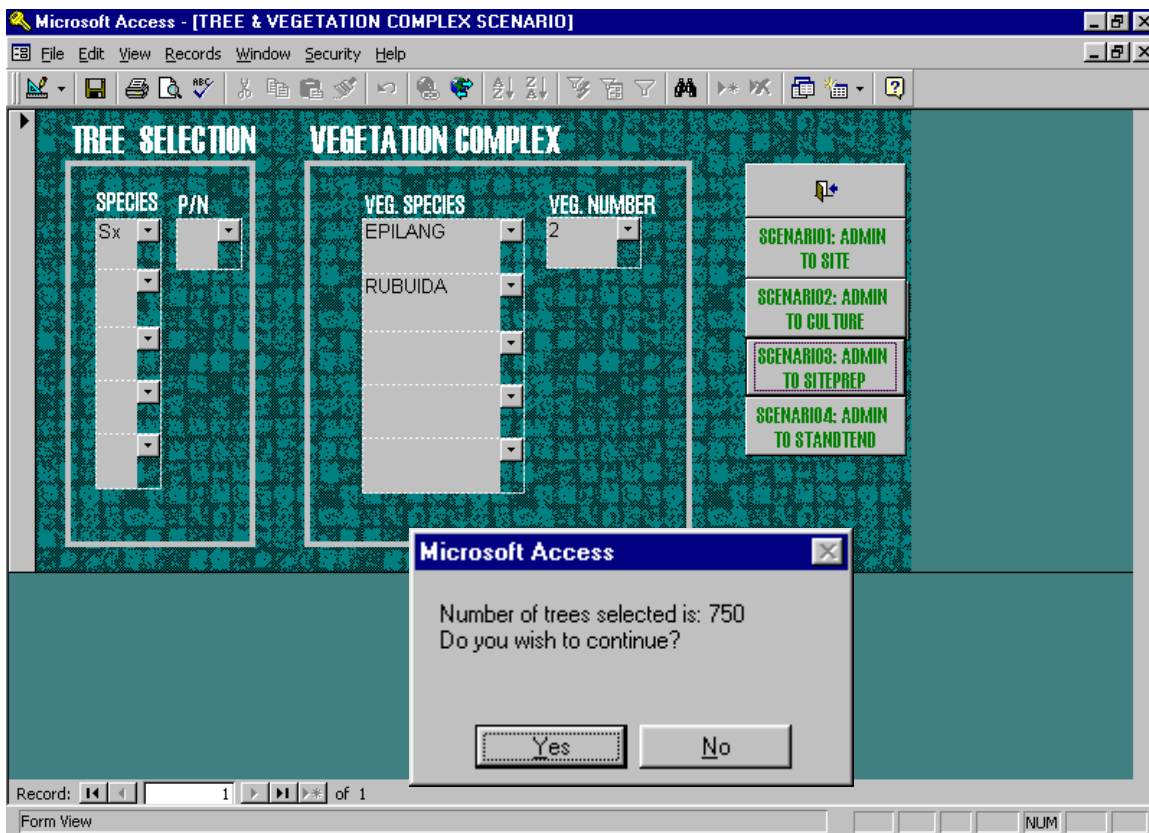 Microsoft Access - [TREE & VEGETATION COMPLEX SCENARIO]
File Edit View Records Window Security Help
TREE SELECTION
VEGETATION COMPLEX
SPECIES P/N
Sx
VEG. SPECIES VEG. NUMBER
EPILANG 2
RUBUIDA
SCENARIO1: ADMIN
TO SITE
SCENARIO2: ADMIN
TO CULTURE
SCENARIO3: ADMIN
TO SITEPREP
SCENARIO4: ADMIN
TO STANDTEND
Microsoft Access
Number of trees selected is: 750
Do you wish to continue?
Yes No
Record: 1 of 1
Form View NUM